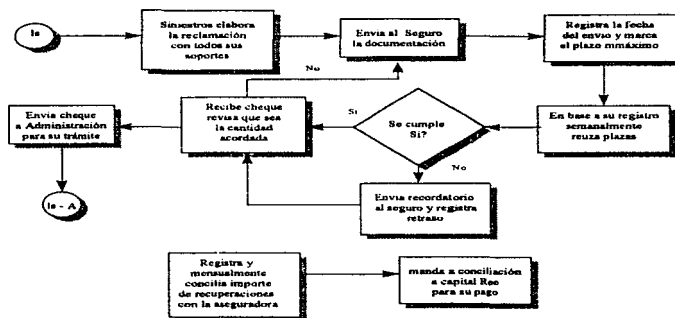 Is
Siniestros elabora
la reclamación
con todos sus
soportes
Envia al Seguro
la documentación
Registra la fecha
del envio y marca
el plazo mmáximo
No
Envia cheque
a Administración
para su trámite
Recibe cheque
revisa que sea
la cantidad
acordada
Si
Se cumple
Si?
En base a su registro
semanalmente
reuza plazas
No
Is - A
Envia recordatorio
al seguro y registra
retraso
Registra y
mensualmente
concilia importe
de recuperaciones
con la aseguradora
manda a conciliación
a capital Ree
para su pago